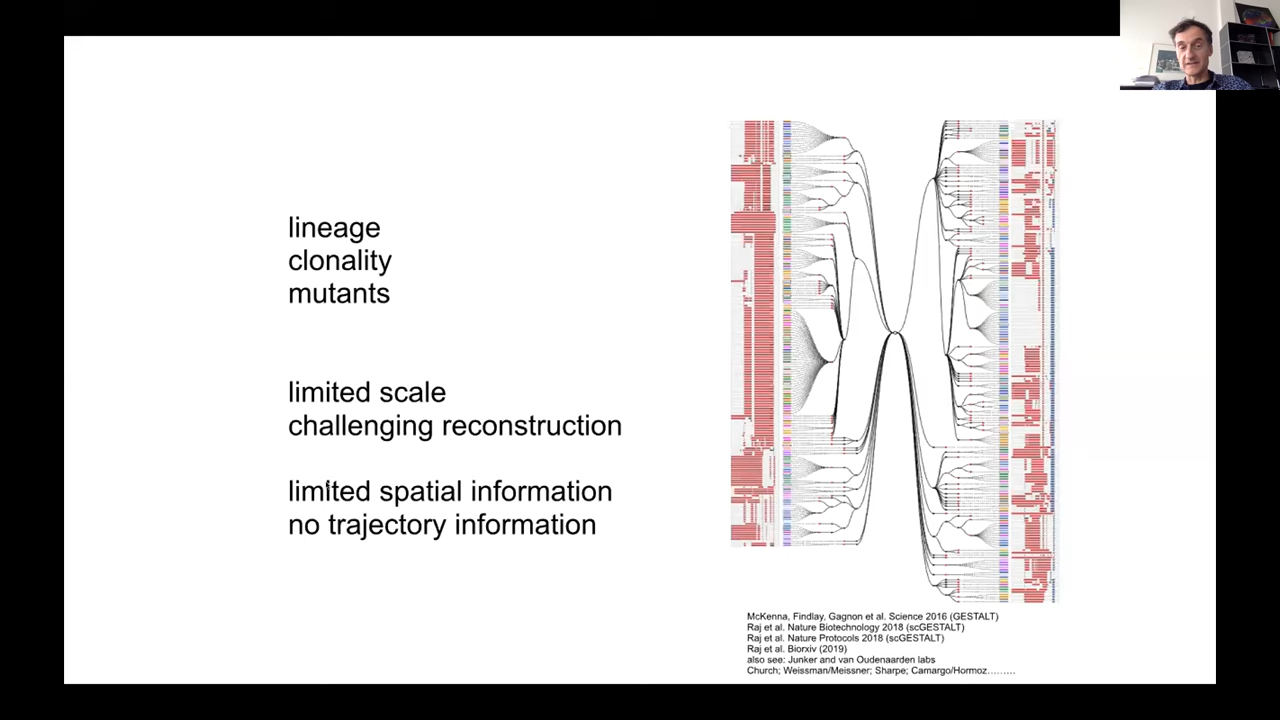 lineage
clonality
mutants
limited scale
challenging reconstruction
limited spatial information
no trajectory information
McKenna, Findlay, Gagnon et al. Science 2016 (GESTALT)
Raj et al. Nature Biotechnology 2018 (scGESTALT)
Raj et al. Nature Protocols 2018 (scGESTALT)
Raj et al. Biorxiv (2019)
also see: Junker and van Oudenaarden labs
Church; Weissman/Meissner; Sharpe; Camargo/Hormoz………